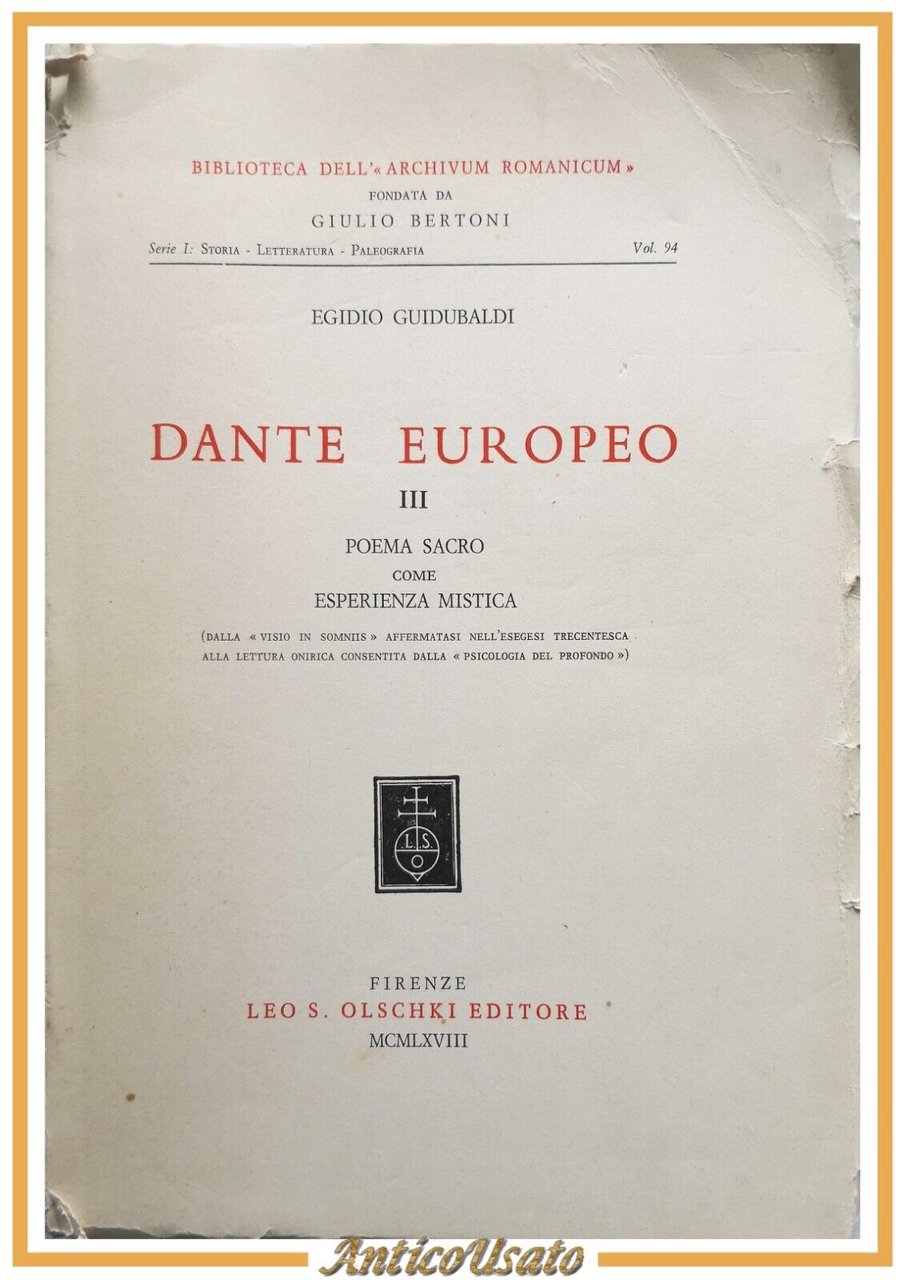 BIBLIOTECA DELL'« ARCHIVUM ROMANICUM »
FONDATA DA
GIULIO BERTONI
Serie I: STORIA - LETTERATURA - PALEOGRAFIA Vol. 94
EGIDIO GUIDUBALDI
DANTE EUROPEO
III
POEMA SACRO
COME
ESPERIENZA MISTICA
(DALLA « VISIO IN SOMNIIS » AFFERMATASI NELL'ESEGESI TRECENTESCA
ALLA LETTURA ONIRICA CONSENTITA DALLA « PSICOLOGIA DEL PROFONDO »)
L. S.
O
FIRENZE
LEO S. OLSCHKI EDITORE
MCMLXVIII
AnticoUsato